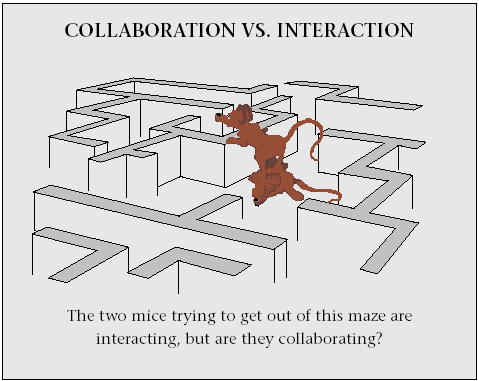 COLLABORATION VS. INTERACTION
The two mice trying to get out of this maze are
interacting, but are they collaborating?